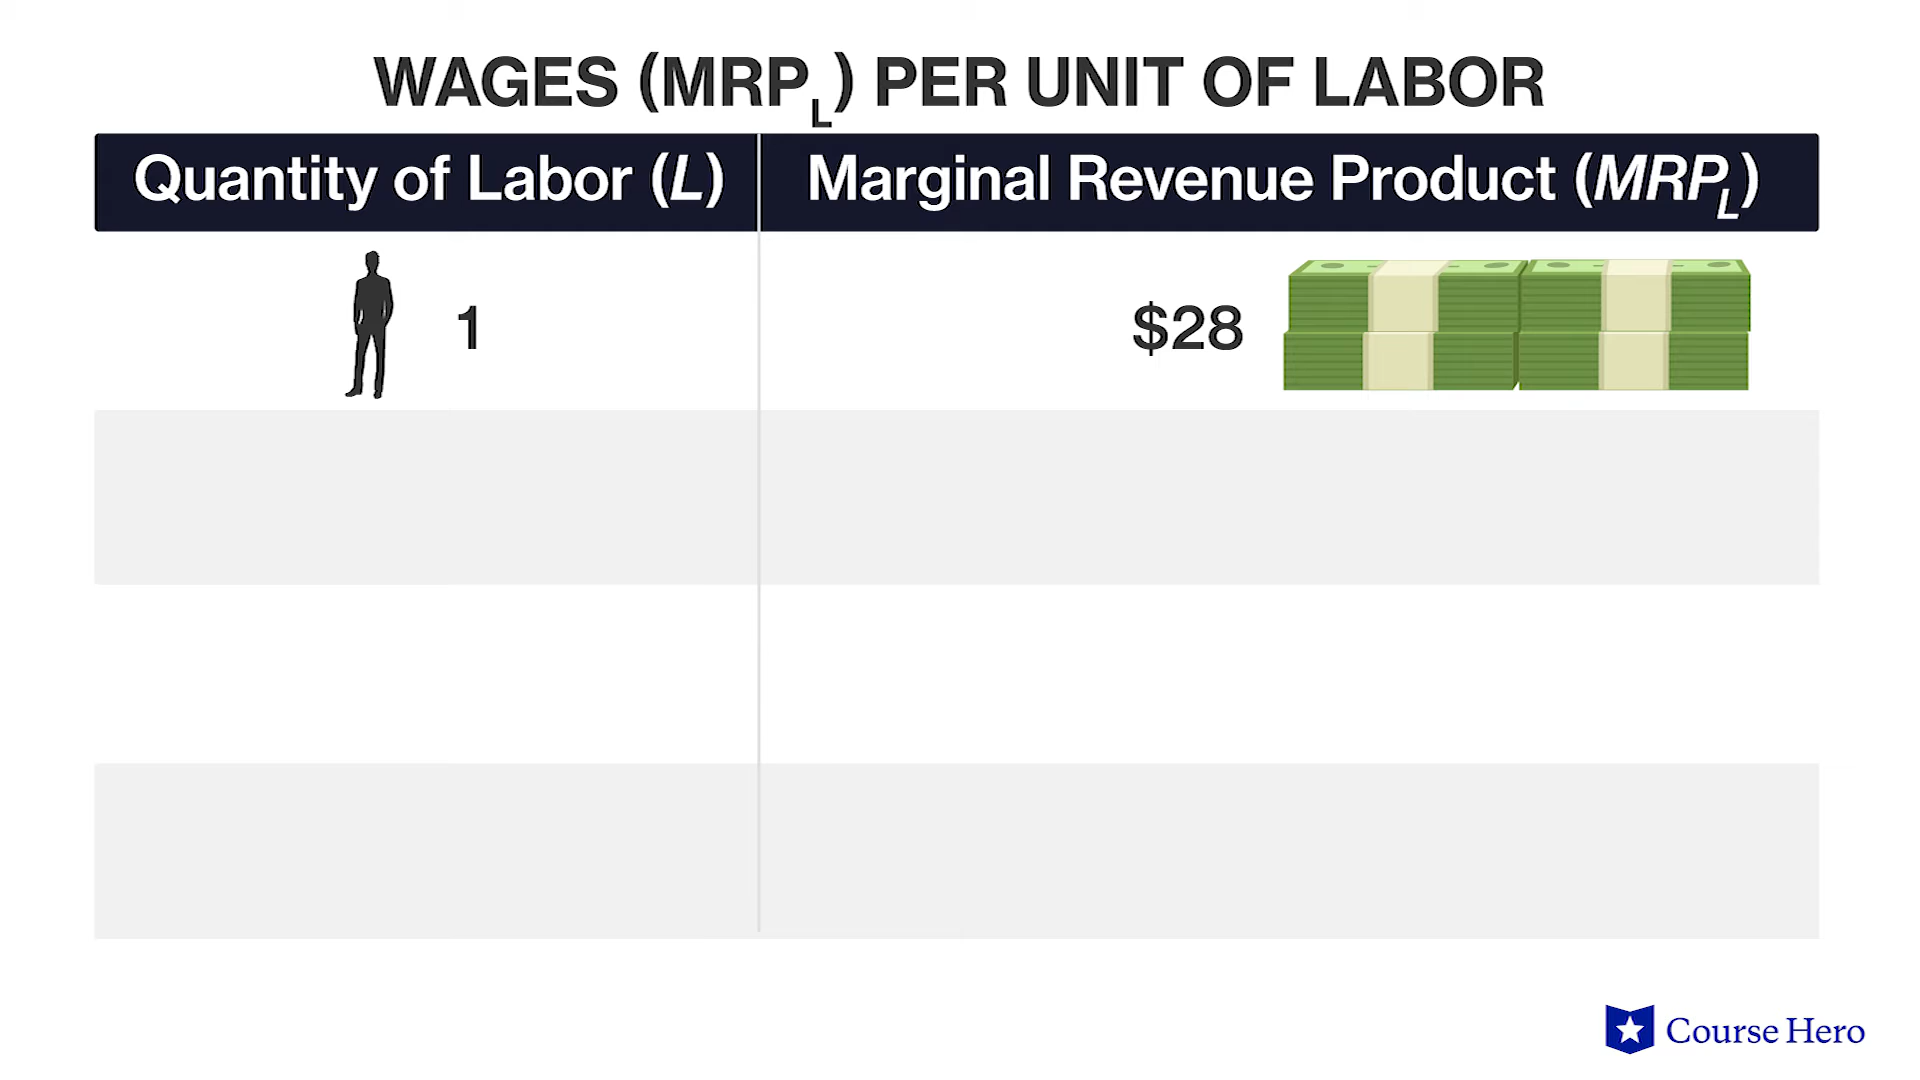 WAGES (MRPL) PER UNIT OF LABOR
Quantity of Labor (L) Marginal Revenue Product (MRPL)
1 $28
Course Hero